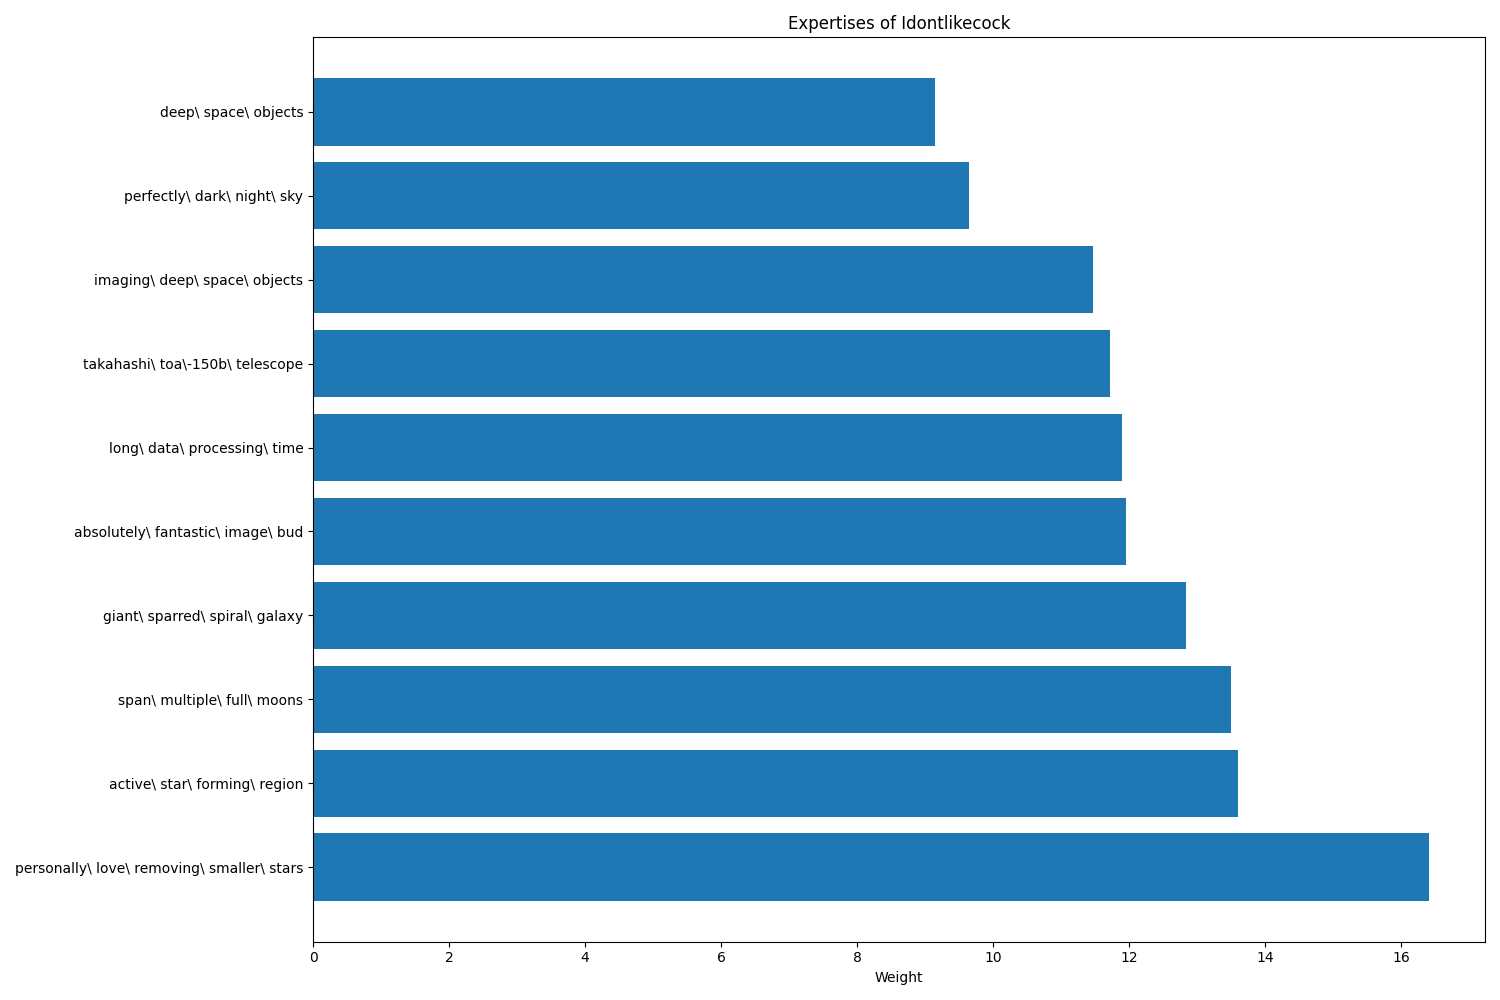 Expertises of Idontlikecock
deep\ space\ objects
perfectly\ dark\ night\ sky
imaging\ deep\ space\ objects
takahashi\ toa\-150b\ telescope
long\ data\ processing\ time
absolutely\ fantastic\ image\ bud
giant\ sparred\ spiral\ galaxy
span\ multiple\ full\ moons
active\ star\ forming\ region
personally\ love\ removing\ smaller\ stars
0 2 4 6 8 10 12 14 16
Weight